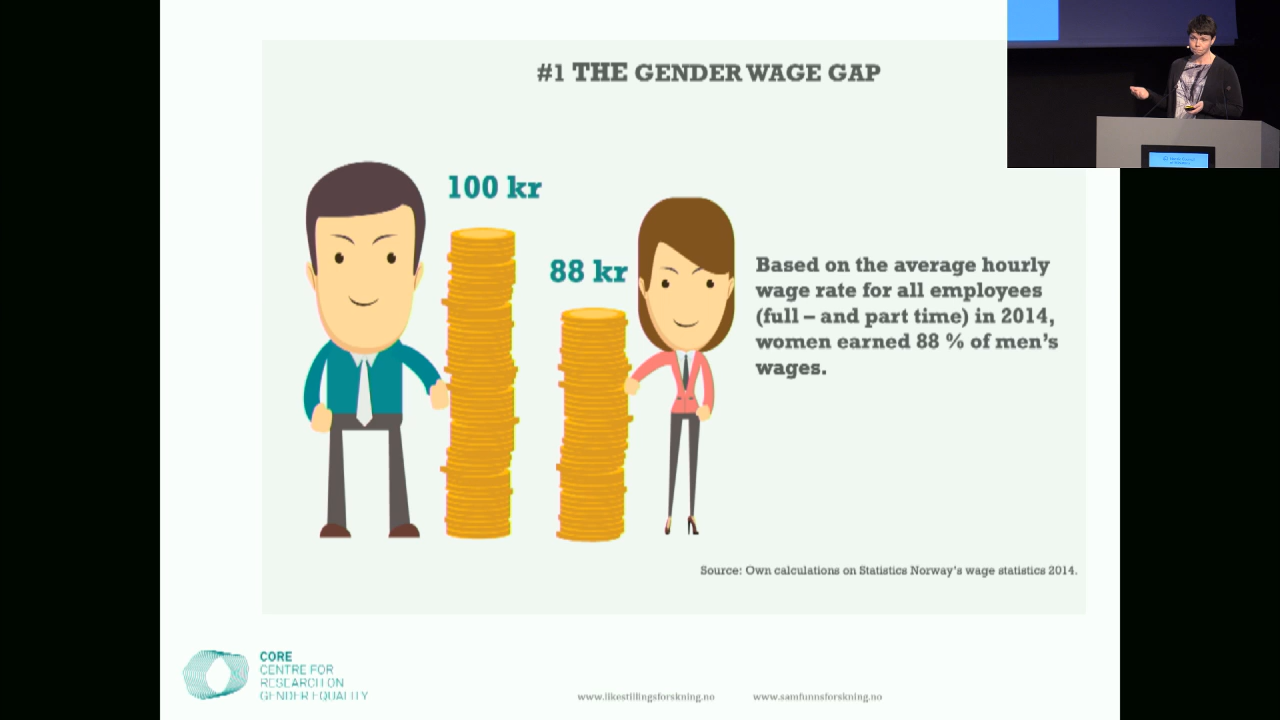 #1 THE GENDER WAGE GAP
100 kr
88 kr
Based on the average hourly
wage rate for all employees
(full – and part time) in 2014,
women earned 88 % of men's
wages.
Source: Own calculations on Statistics Norway's wage statistics 2014.
CORE
CENTRE FOR
RESEARCH ON
GENDER EQUALITY
www.likestillingsforskning.no
www.samfunnsforskning.no